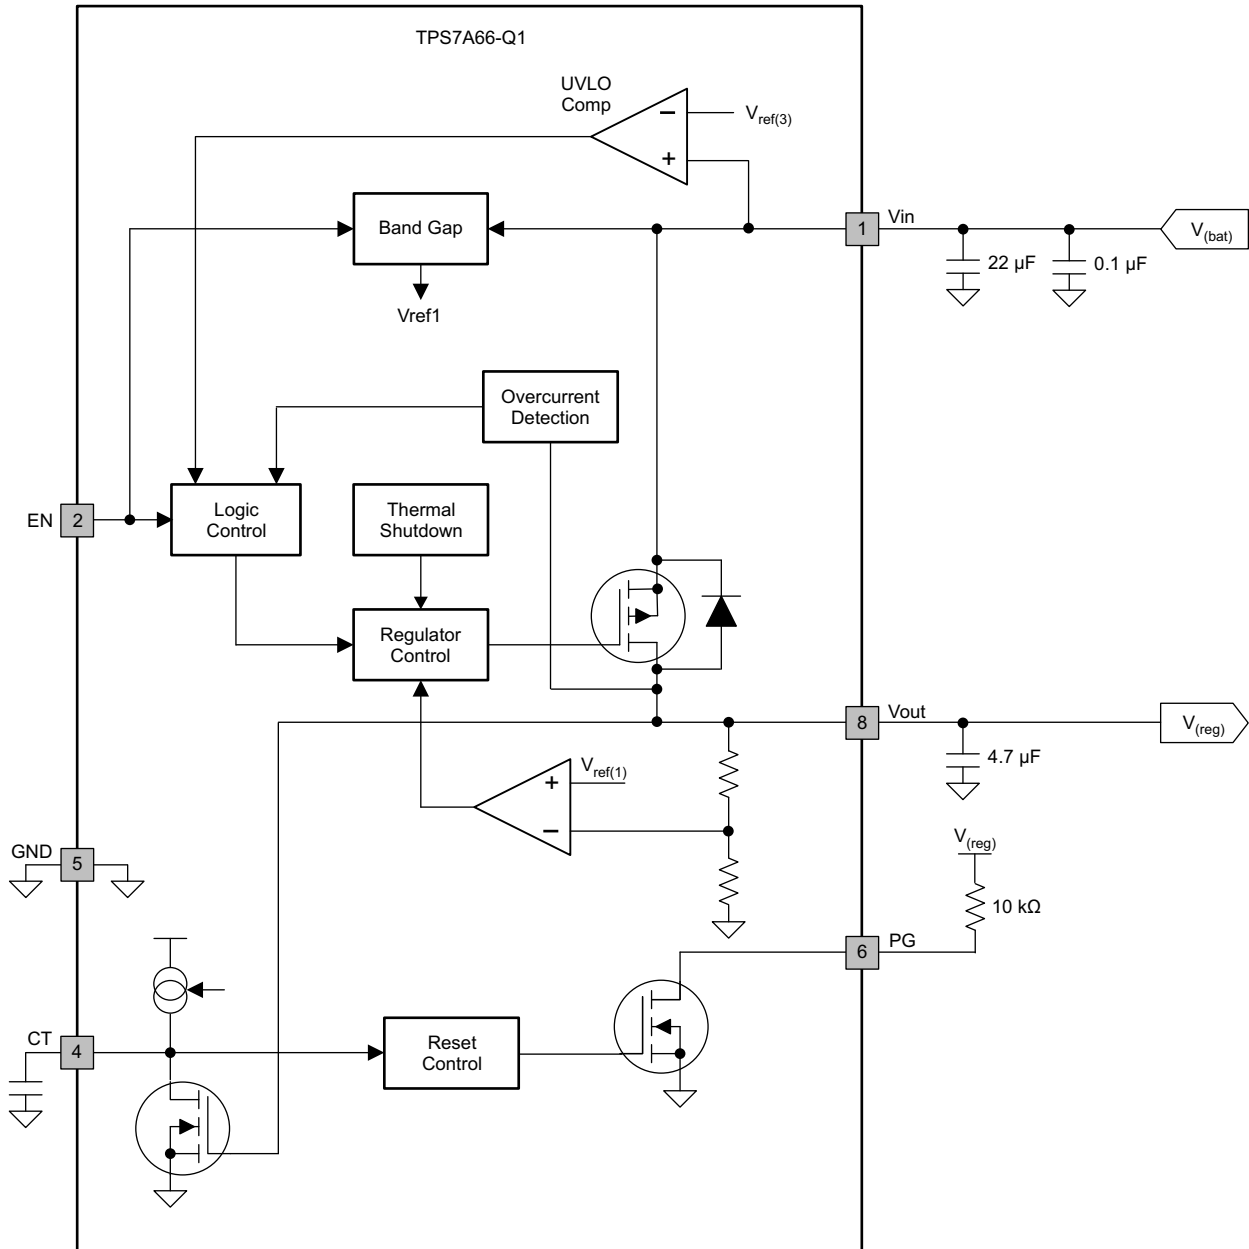 TPS7A66-Q1
UVLO
Comp
−
V_ref(3)
+
Band Gap
Vref1
1
Vin
V_(bat)
22 µF
0.1 µF
Overcurrent
Detection
EN
2
Logic
Control
Thermal
Shutdown
Regulator
Control
8
Vout
V_(reg)
4.7 µF
+
V_ref(1)
−
GND
5
V_(reg)
10 kΩ
6
PG
CT
4
Reset
Control